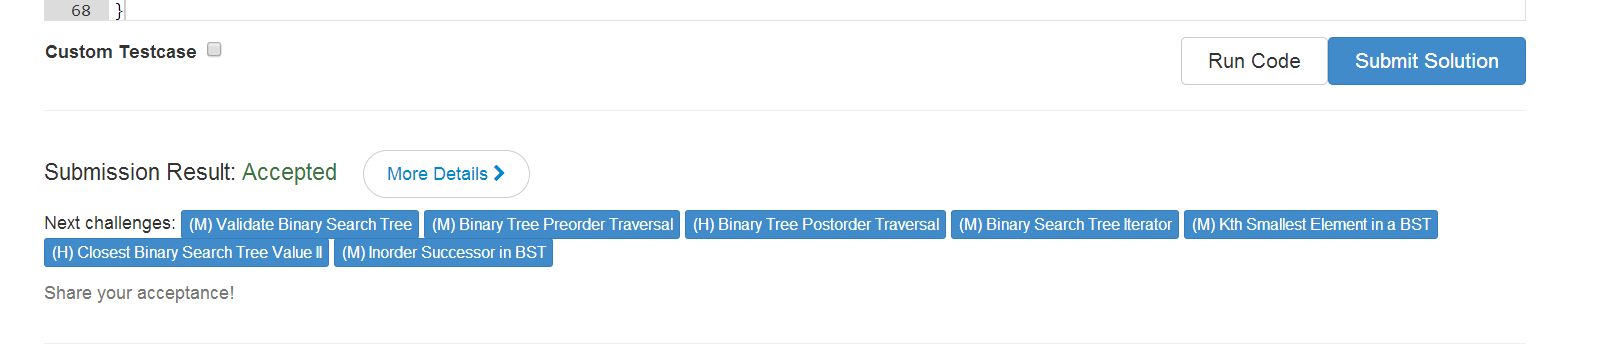 68 }
Custom Testcase
Run Code Submit Solution
Submission Result: Accepted More Details
Next challenges: (M) Validate Binary Search Tree (M) Binary Tree Preorder Traversal (H) Binary Tree Postorder Traversal (M) Binary Search Tree Iterator (M) Kth Smallest Element in a BST
(H) Closest Binary Search Tree Value II (M) Inorder Successor in BST
Share your acceptance!